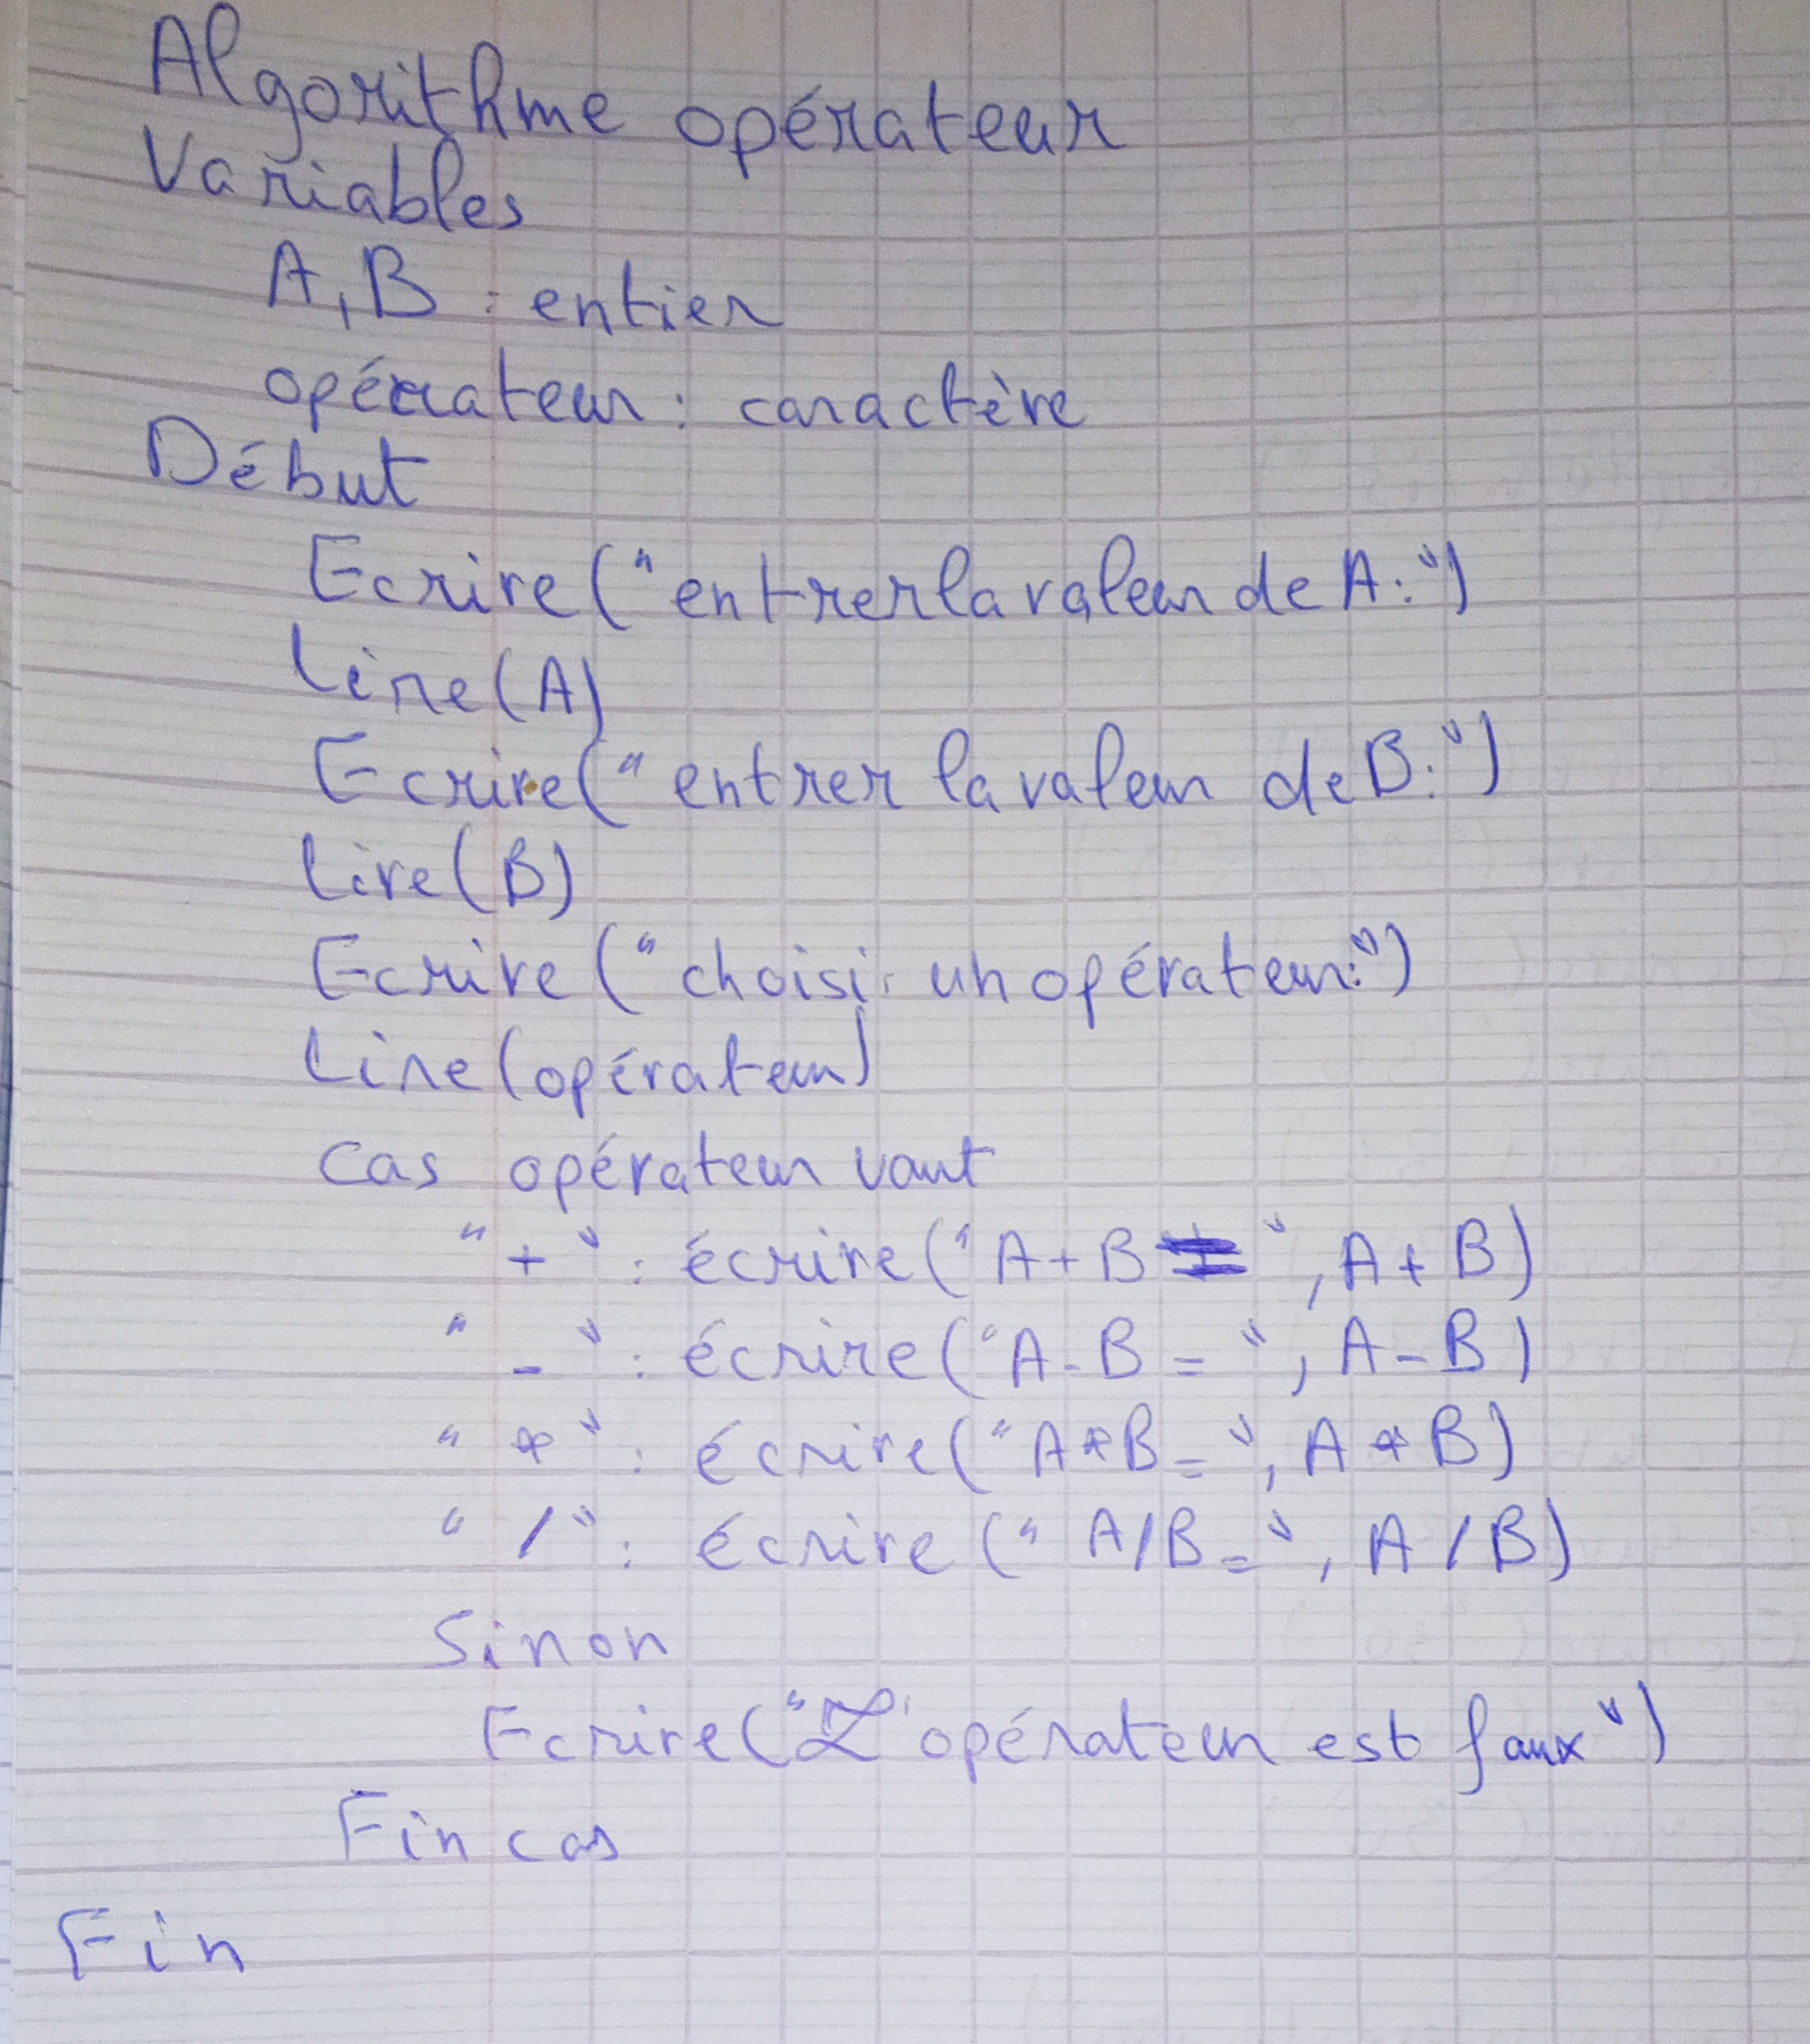 Algorithme opérateur
Variables
A, B : entier
opérateur : caractère
Début
Ecrire ("entrer la valeur de A:")
Lire (A)
Ecrire ("entrer la valeur de B:")
Lire (B)
Ecrire ("choisir un opérateur:")
Lire (opérateur)
Cas opérateur vaut
"+" : écrire ("A+B = ", A + B)
"-" : écrire ("A-B = ", A - B)
"*" : écrire ("A*B = ", A * B)
"/" : écrire ("A/B = ", A / B)
Sinon
Ecrire ("L'opérateur est faux")
Fin cas
Fin